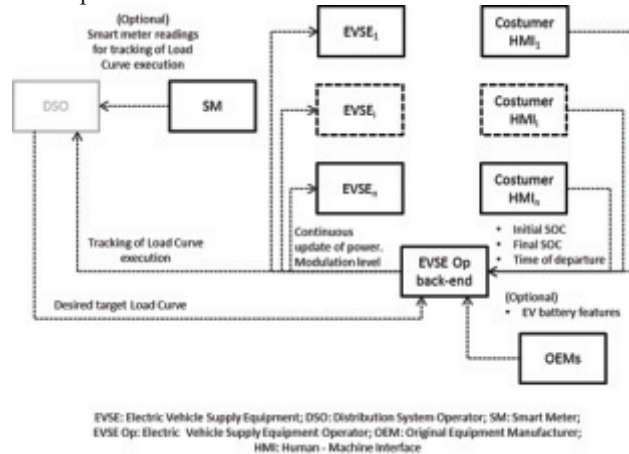 (Optional)
Smart meter readings
for tracking of Load
Curve execution
DSO
SM
EVSE1
EVSEi
EVSEn
Costumer
HMI1
Costumer
HMIi
Costumer
HMIn
Tracking of Load Curve
execution
Continuous
update of power.
Modulation level
EVSE Op
back-end
• Initial SOC
• Final SOC
• Time of departure
(Optional)
• EV battery features
Desired target Load Curve
OEMs
EVSE: Electric Vehicle Supply Equipment; DSO: Distribution System Operator; SM: Smart Meter;
EVSE Op: Electric Vehicle Supply Equipment Operator; OEM: Original Equipment Manufacturer;
HMI: Human - Machine Interface